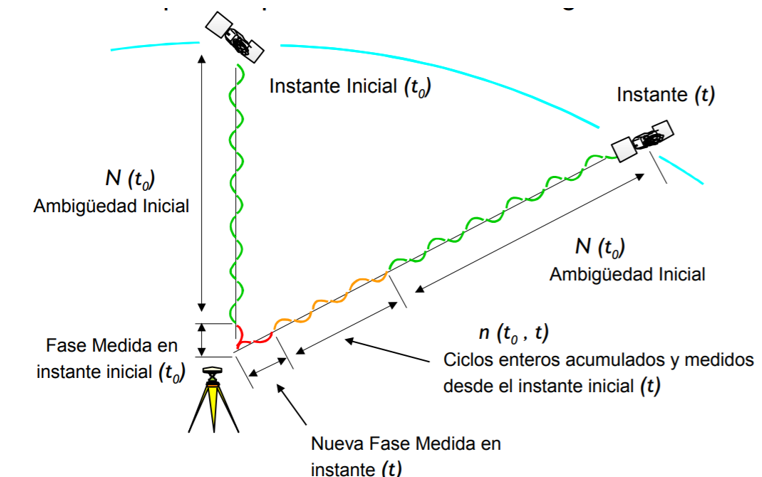 Instante Inicial (t₀)
Instante (t)
N (t₀)
Ambigüedad Inicial
N (t₀)
Ambigüedad Inicial
n (t₀ , t)
Ciclos enteros acumulados y medidos
desde el instante inicial (t)
Fase Medida en
instante inicial (t₀)
Nueva Fase Medida en
instante (t)